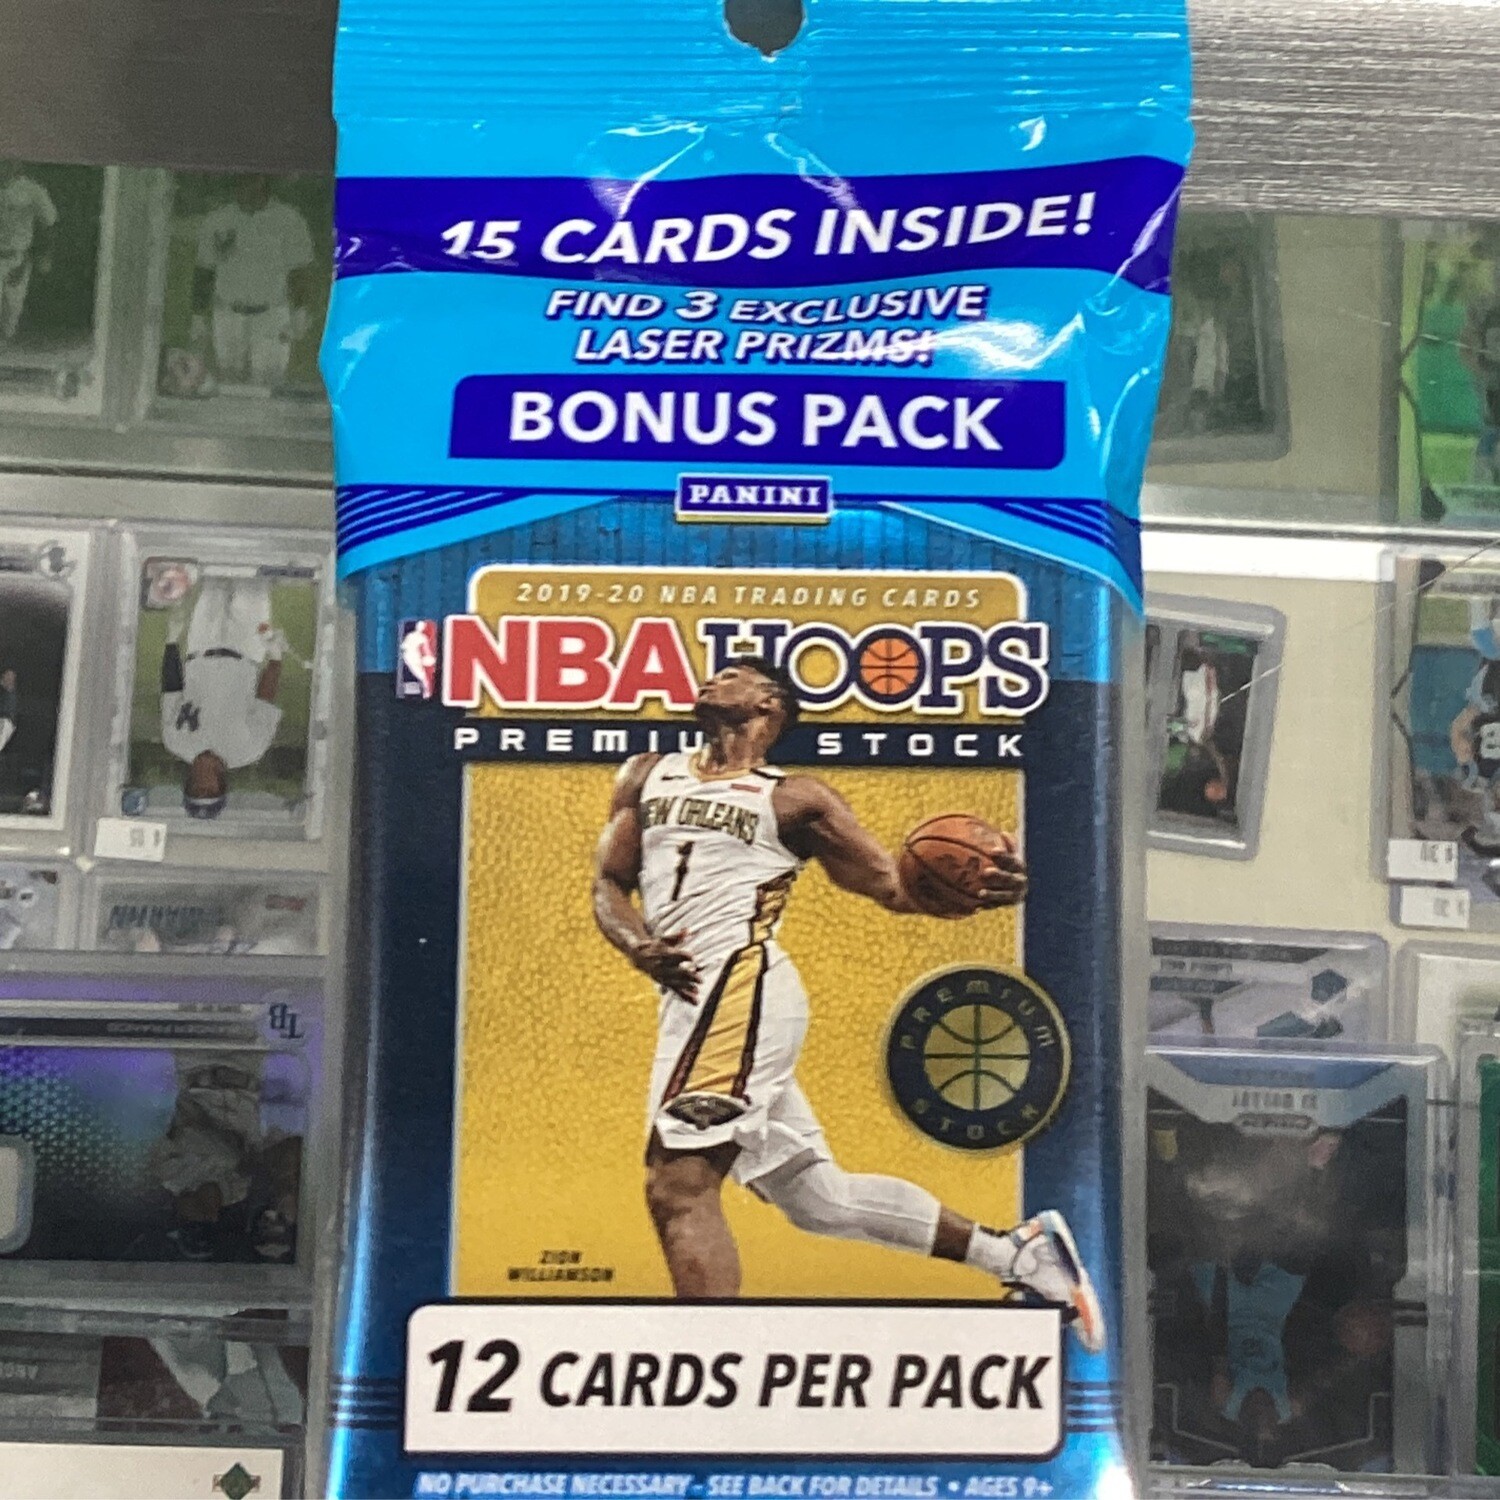 15 CARDS INSIDE!
FIND 3 EXCLUSIVE
LASER PRIZMS!
BONUS PACK
PANINI
2019-20 NBA TRADING CARDS
NBA HOOPS
PREMIUM STOCK
NEW ORLEANS
1
PREMIUM
STOCK
ZION
WILLIAMSON
12 CARDS PER PACK
NO PURCHASE NECESSARY - SEE BACK FOR DETAILS • AGES 9+